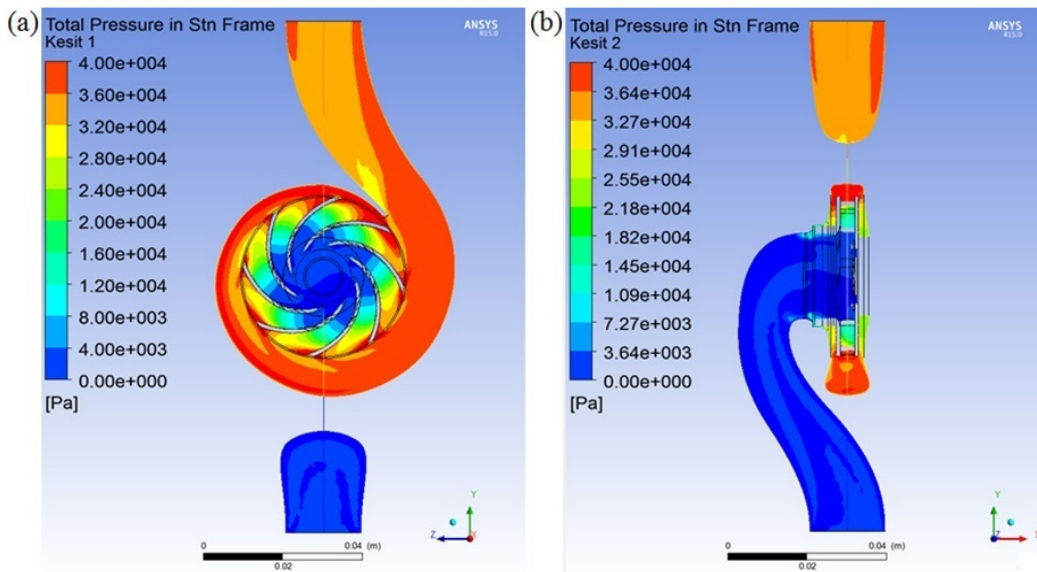 (a)
Total Pressure in Stn Frame
Kesit 1
ANSYS
R15.0
4.00e+004
3.60e+004
3.20e+004
2.80e+004
2.40e+004
2.00e+004
1.60e+004
1.20e+004
8.00e+003
4.00e+003
0.00e+000
[Pa]
Y
Z
X
0
0.04
(m)
0.02
(b)
Total Pressure in Stn Frame
Kesit 2
ANSYS
R15.0
4.00e+004
3.64e+004
3.27e+004
2.91e+004
2.55e+004
2.18e+004
1.82e+004
1.45e+004
1.09e+004
7.27e+003
3.64e+003
0.00e+000
[Pa]
Y
Z
X
0
0.04
(m)
0.02